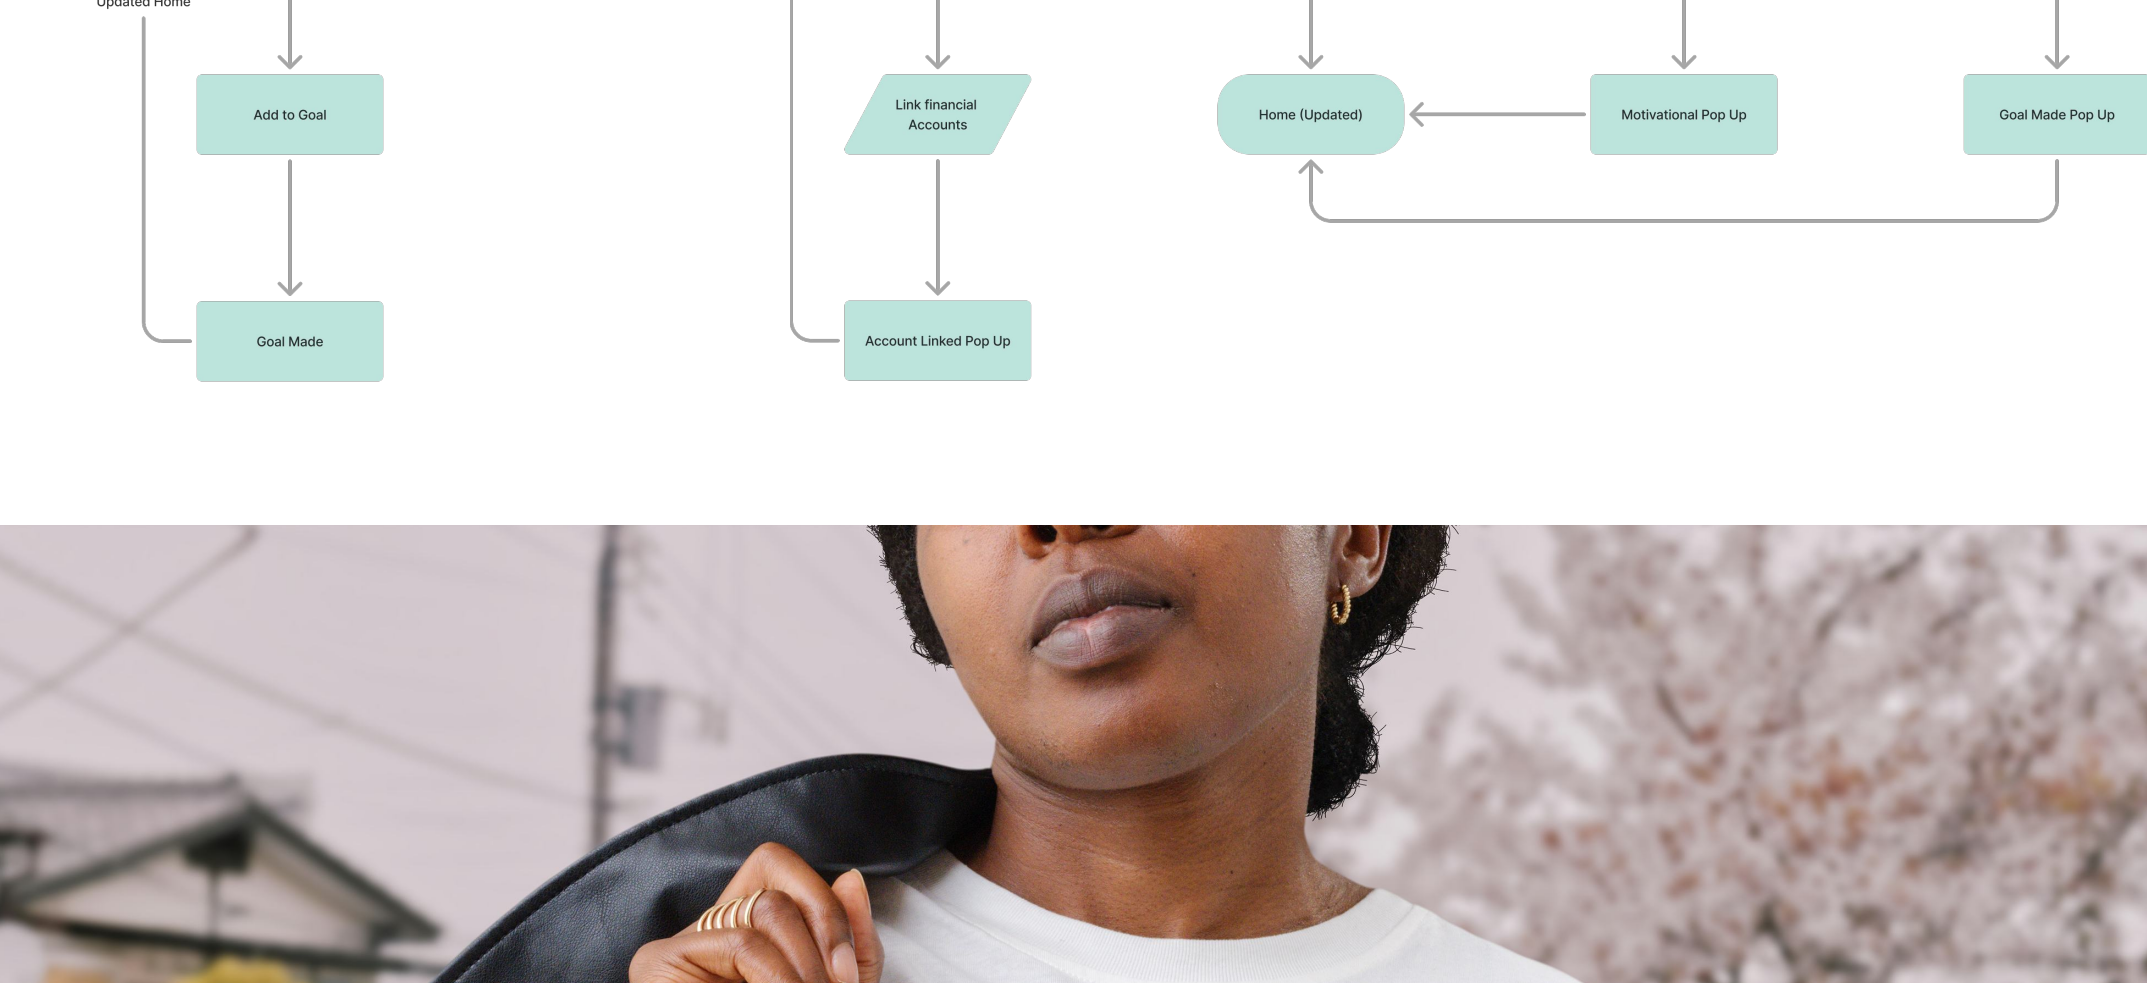 Updated Home
Add to Goal
Link financial
Accounts
Home (Updated)
Motivational Pop Up
Goal Made Pop Up
Goal Made
Account Linked Pop Up